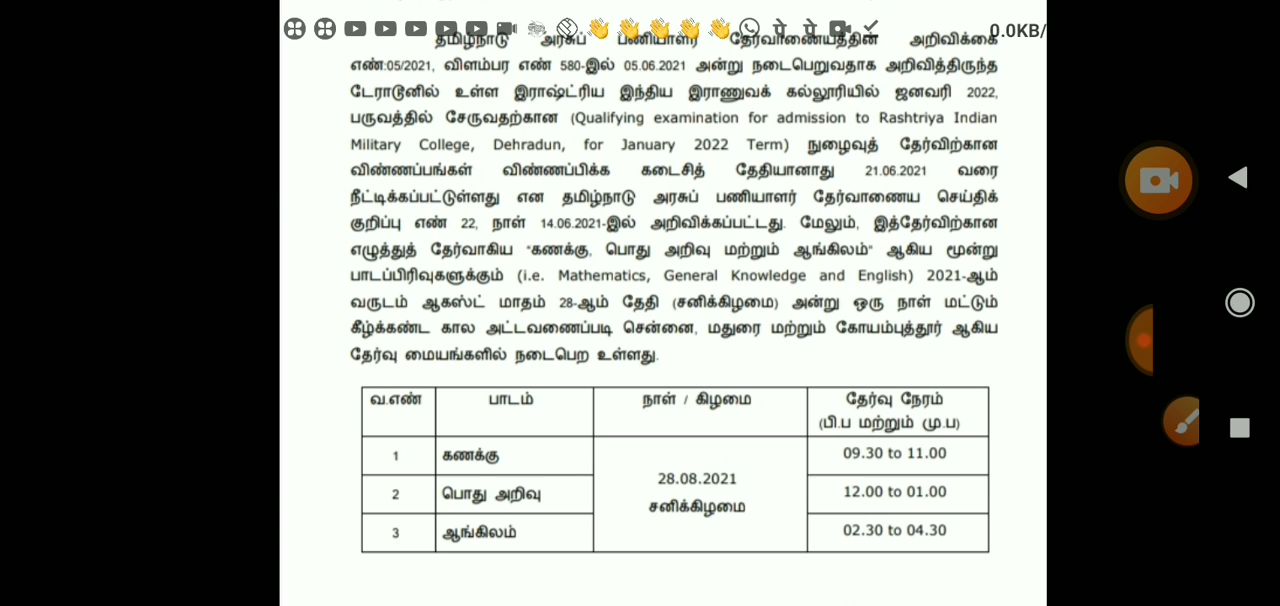 0.0KB/
தமிழ்நாடு அரசுப் பணியாளர் தேர்வாணையத்தின் அறிவிக்கை
எண்:05/2021, விளம்பர எண் 580-இல் 05.06.2021 அன்று நடைபெறுவதாக அறிவித்திருந்த
டேராடூனில் உள்ள இராஷ்ட்ரிய இந்திய இராணுவக் கல்லூரியில் ஜனவரி 2022,
பருவத்தில் சேருவதற்கான (Qualifying examination for admission to Rashtriya Indian
Military College, Dehradun, for January 2022 Term) நுழைவுத் தேர்விற்கான
விண்ணப்பங்கள் விண்ணப்பிக்க கடைசித் தேதியானாது 21.06.2021 வரை
நீட்டிக்கப்பட்டுள்ளது என தமிழ்நாடு அரசுப் பணியாளர் தேர்வாணைய செய்திக்
குறிப்பு எண் 22, நாள் 14.06.2021-இல் அறிவிக்கப்பட்டது. மேலும், இத்தேர்விற்கான
எழுத்துத் தேர்வாகிய "கணக்கு, பொது அறிவு மற்றும் ஆங்கிலம்" ஆகிய மூன்று
பாடப்பிரிவுகளுக்கும் (i.e. Mathematics, General Knowledge and English) 2021-ஆம்
வருடம் ஆகஸ்ட் மாதம் 28-ஆம் தேதி (சனிக்கிழமை) அன்று ஒரு நாள் மட்டும்
கீழ்க்கண்ட கால அட்டவணைப்படி சென்னை, மதுரை மற்றும் கோயம்புத்தூர் ஆகிய
தேர்வு மையங்களில் நடைபெற உள்ளது.
வ.எண் பாடம் நாள் / கிழமை தேர்வு நேரம்
(பி.ப மற்றும் மு.ப)
1 கணக்கு 09.30 to 11.00
28.08.2021
2 பொது அறிவு 12.00 to 01.00
சனிக்கிழமை
3 ஆங்கிலம் 02.30 to 04.30